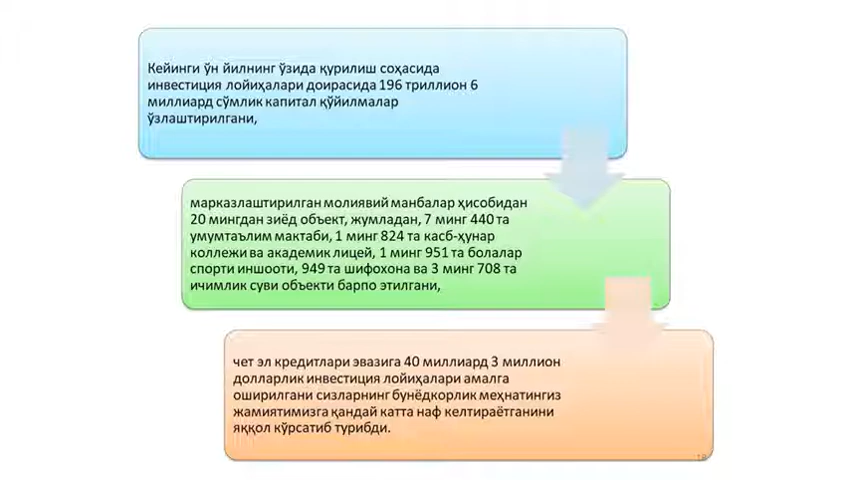 Кейинги ўн йилнинг ўзида қурилиш соҳасида
инвестиция лойиҳалари доирасида 196 триллион 6
миллиард сўмлик капитал қўйилмалар
ўзлаштирилгани,
марказлаштирилган молиявий манбалар ҳисобидан
20 мингдан зиёд объект, жумладан, 7 минг 440 та
умумтаълим мактаби, 1 минг 824 та касб-ҳунар
коллежи ва академик лицей, 1 минг 951 та болалар
спорти иншооти, 949 та шифохона ва 3 минг 708 та
ичимлик суви объекти барпо этилгани,
чет эл кредитлари эвазига 40 миллиард 3 миллион
долларлик инвестиция лойиҳалари амалга
оширилгани сизларнинг бунёдкорлик меҳнатингиз
жамиятимизга қандай катта наф келтираётганини
яққол кўрсатиб турибди.